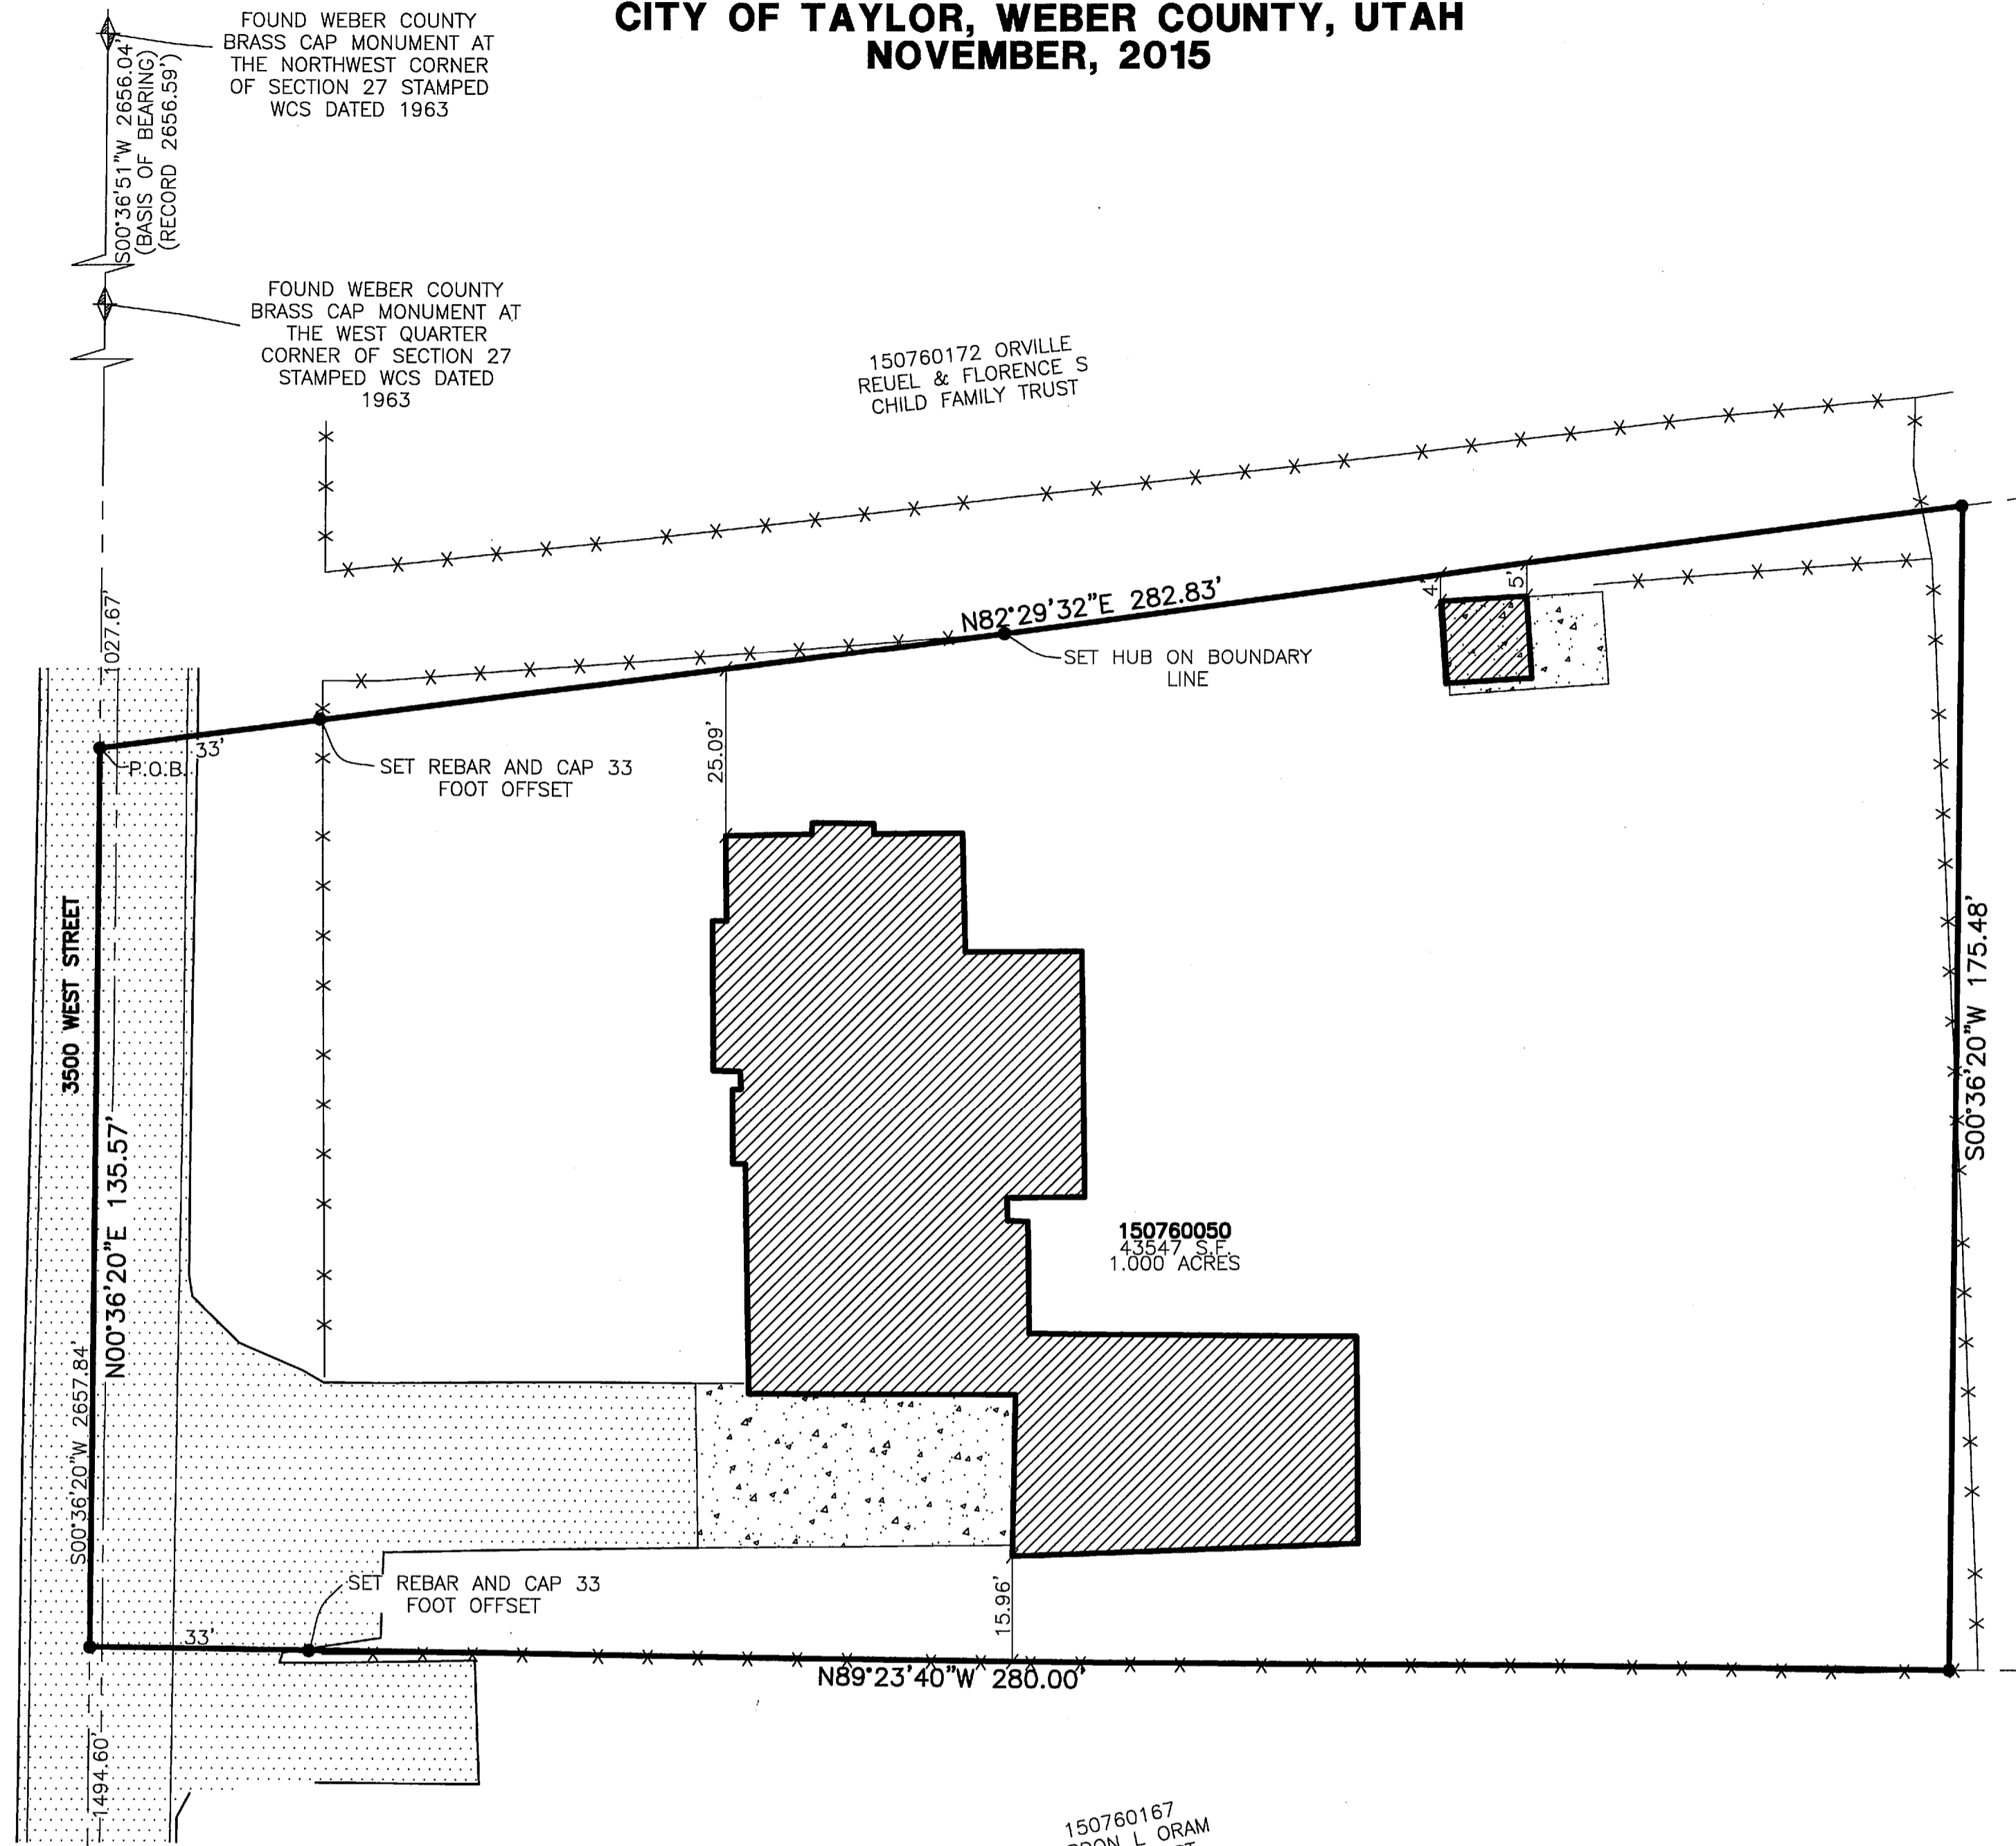 CITY OF TAYLOR, WEBER COUNTY, UTAH
NOVEMBER, 2015
FOUND WEBER COUNTY
BRASS CAP MONUMENT AT
THE NORTHWEST CORNER
OF SECTION 27 STAMPED
WCS DATED 1963
S00°36'51"W 2656.04'
(BASIS OF BEARING)
(RECORD 2656.59')
FOUND WEBER COUNTY
BRASS CAP MONUMENT AT
THE WEST QUARTER
CORNER OF SECTION 27
STAMPED WCS DATED
1963
150760172 ORVILLE
REUEL & FLORENCE S
CHILD FAMILY TRUST
1027.67'
N82°29'32"E 282.83'
4'
5'
SET HUB ON BOUNDARY
LINE
33'
P.O.B.
SET REBAR AND CAP 33
FOOT OFFSET
25.09'
3500 WEST STREET
N00°36'20"E 135.57'
S00°36'20"W 175.48'
150760050
43547 S.F.
1.000 ACRES
S00°36'20"W 2657.84'
SET REBAR AND CAP 33
FOOT OFFSET
33'
15.96'
N89°23'40"W 280.00'
1494.60'
150760167
L ORAM